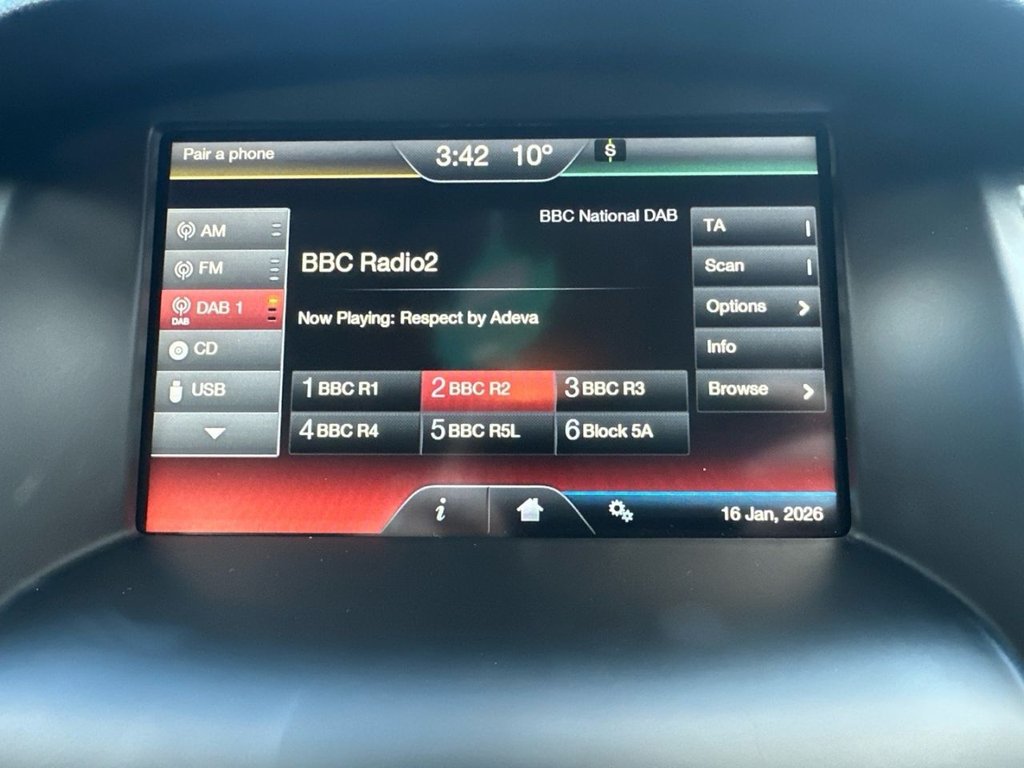 Pair a phone
3:42 10°
S
BBC National DAB
AM
FM
DAB 1
DAB
CD
USB
BBC Radio2
Now Playing: Respect by Adeva
1 BBC R1
2 BBC R2
3 BBC R3
4 BBC R4
5 BBC R5L
6 Block 5A
TA
Scan
Options
Info
Browse
i
16 Jan, 2026